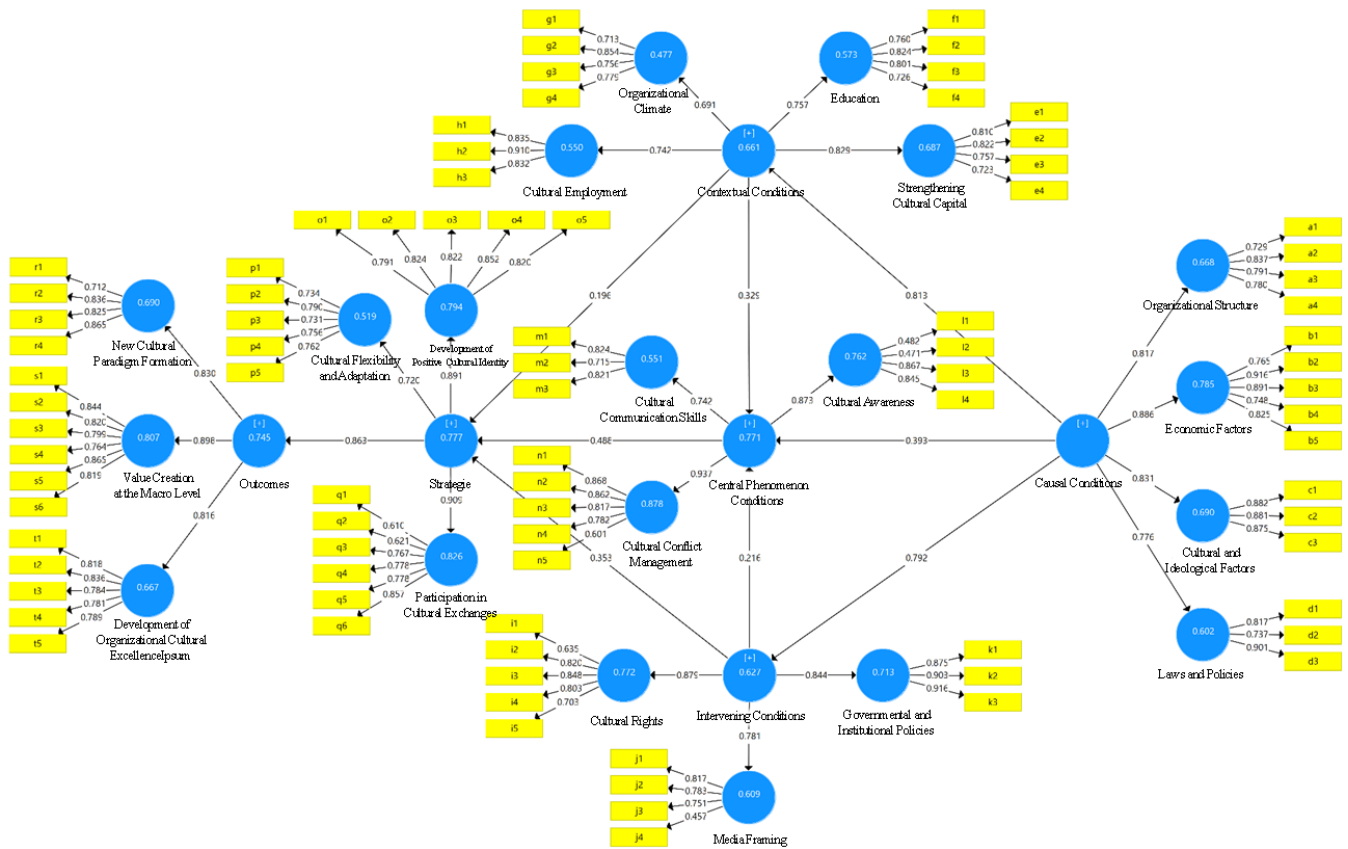 g1
0.713
g2
0.854
g3
0.756
g4
0.779
0.477
Organizational
Climate
0.691
f1
0.760
f2
0.824
f3
0.801
f4
0.726
0.573
Education
0.757
h1
0.835
h2
0.910
h3
0.832
0.550
Cultural Employment
0.742
[+]
0.661
Contextual Conditions
0.829
0.687
Strengthening
Cultural Capital
e1
0.810
e2
0.822
e3
0.757
e4
0.723
o1
o2
o3
o4
o5
0.791
0.824
0.822
0.852
0.820
0.794
Development of
Positive Cultural Identity
0.891
p1
0.734
p2
0.790
p3
0.731
p4
0.756
p5
0.762
0.519
Cultural Flexibility
and Adaptation
0.720
r1
0.712
r2
0.836
r3
0.825
r4
0.865
0.690
New Cultural
Paradigm Formation
0.830
s1
0.844
s2
0.820
s3
0.799
s4
0.764
s5
0.865
s6
0.819
0.807
Value Creation
at the Macro Level
0.898
[+]
0.745
Outcomes
0.863
t1
0.818
t2
0.836
t3
0.784
t4
0.781
t5
0.789
0.667
Development of
Organizational Cultural
ExcellenceIpsum
0.816
[+]
0.777
Strategie
0.909
q1
0.610
q2
0.621
q3
0.767
q4
0.778
q5
0.778
q6
0.857
0.826
Participation in
Cultural Exchanges
0.196
0.329
0.813
m1
0.824
m2
0.715
m3
0.821
0.551
Cultural
Communication Skills
0.742
l1
0.482
l2
0.471
l3
0.867
l4
0.845
0.762
Cultural Awareness
0.873
0.488
[+]
0.771
Central Phenomenon
Conditions
0.393
n1
0.868
n2
0.862
n3
0.817
n4
0.782
n5
0.601
0.878
Cultural Conflict
Management
0.937
0.353
0.216
0.792
[+]
Causal Conditions
a1
0.729
a2
0.837
a3
0.791
a4
0.780
0.668
Organizational Structure
0.817
b1
0.765
b2
0.916
b3
0.891
b4
0.748
b5
0.825
0.785
Economic Factors
0.886
c1
0.882
c2
0.881
c3
0.875
0.690
Cultural and
Ideological Factors
0.831
d1
0.817
d2
0.737
d3
0.901
0.602
Laws and Policies
0.776
i1
0.635
i2
0.820
i3
0.848
i4
0.803
i5
0.703
0.772
Cultural Rights
0.879
[+]
0.627
Intervening Conditions
0.844
0.713
Governmental and
Institutional Policies
k1
0.875
k2
0.903
k3
0.916
0.781
j1
0.817
j2
0.783
j3
0.751
j4
0.457
0.609
Media Framing